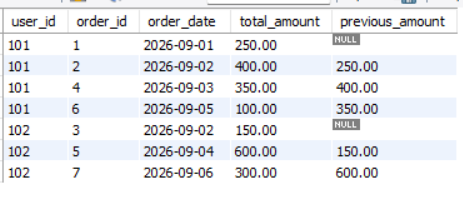 user_id order_id order_date total_amount previous_amount
101 1 2026-09-01 250.00 NULL
101 2 2026-09-02 400.00 250.00
101 4 2026-09-03 350.00 400.00
101 6 2026-09-05 100.00 350.00
102 3 2026-09-02 150.00 NULL
102 5 2026-09-04 600.00 150.00
102 7 2026-09-06 300.00 600.00